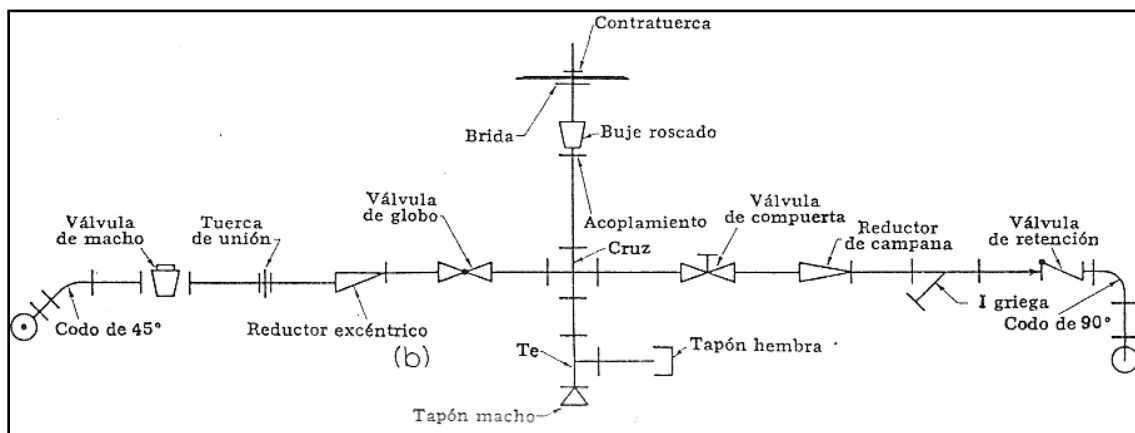 Contratuerca
Brida
Buje roscado
Acoplamiento
Válvula
de macho
Tuerca
de unión
Válvula
de globo
Cruz
Válvula
de compuerta
Reductor
de campana
Válvula
de retención
Codo de 45°
Reductor excéntrico
(b)
I griega
Codo de 90°
Te
Tapón hembra
Tapón macho